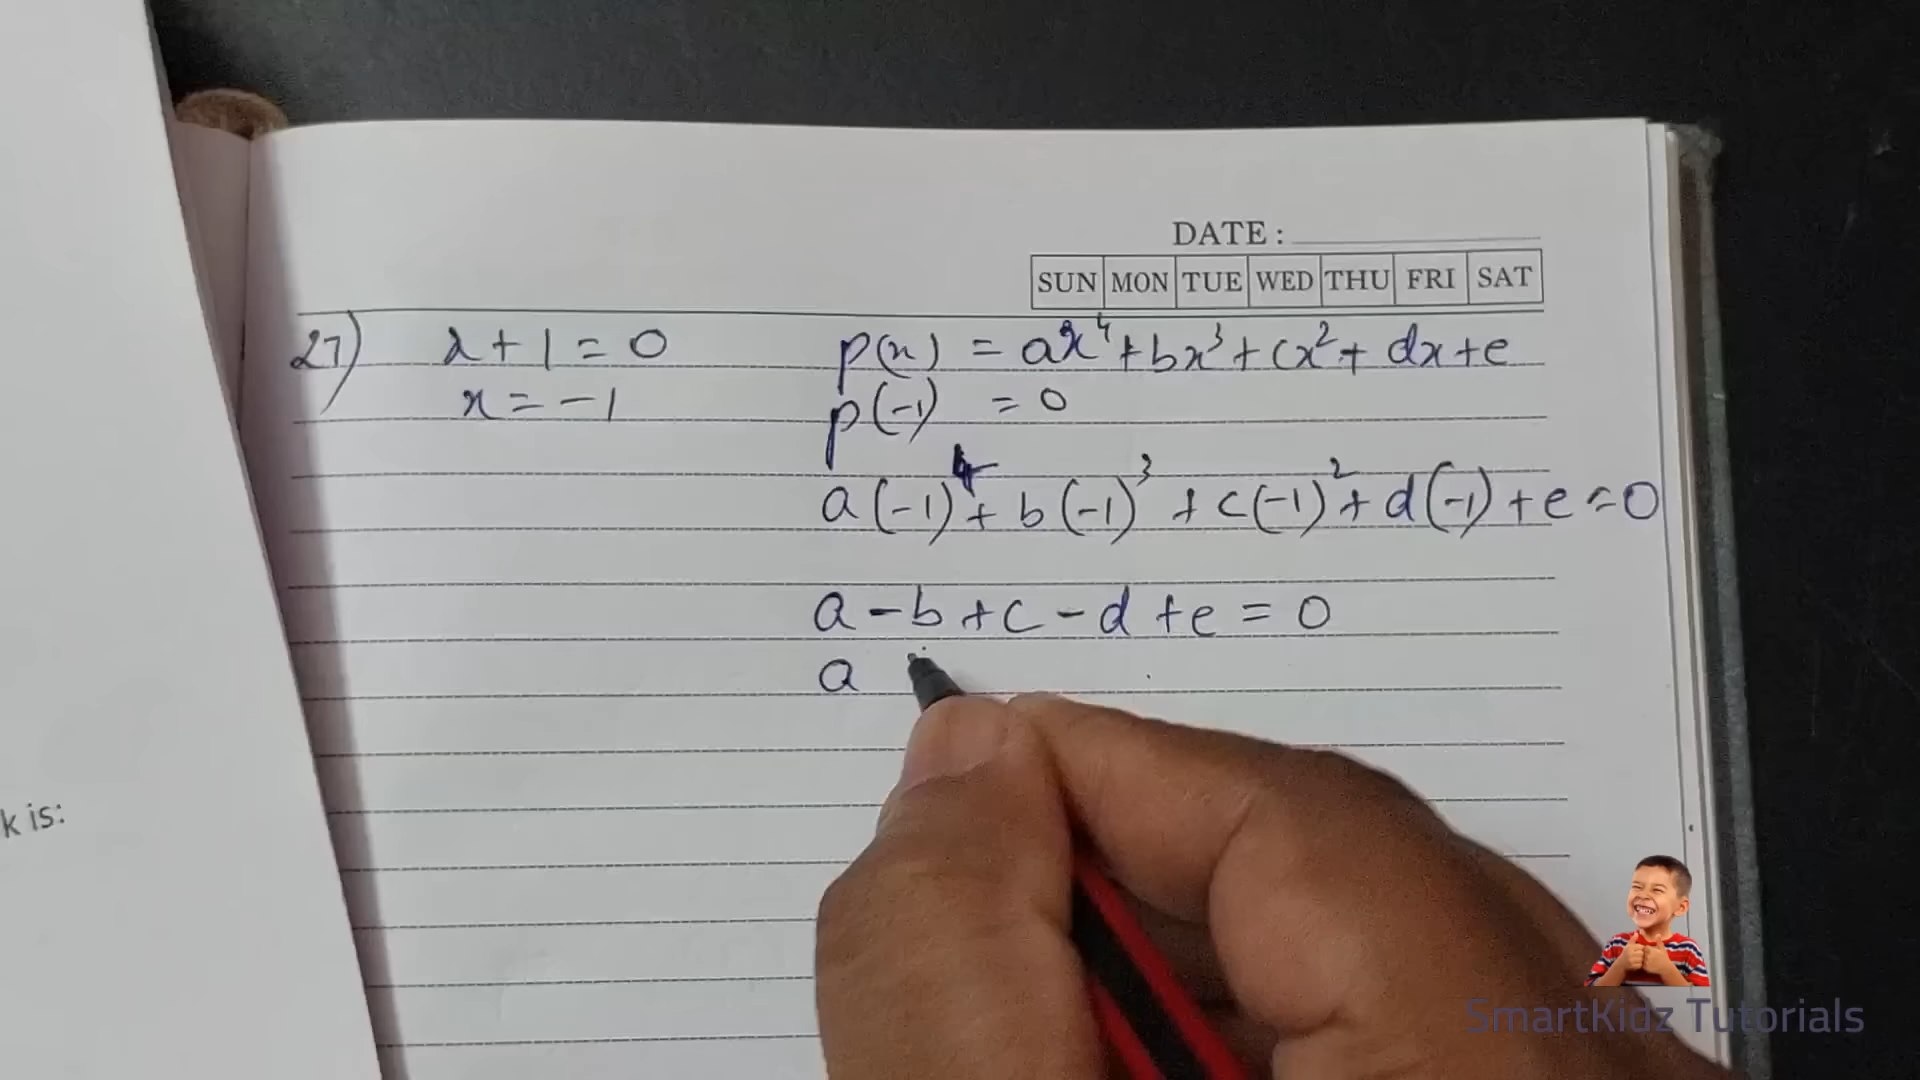 DATE :
SUN MON TUE WED THU FRI SAT
27) x + 1 = 0 p(x) = ax⁴ + bx³ + cx² + dx + e
x = -1 p(-1) = 0
a(-1)⁴ + b(-1)³ + c(-1)² + d(-1) + e = 0
a - b + c - d + e = 0
a
k is:
SmartKidz Tutorials